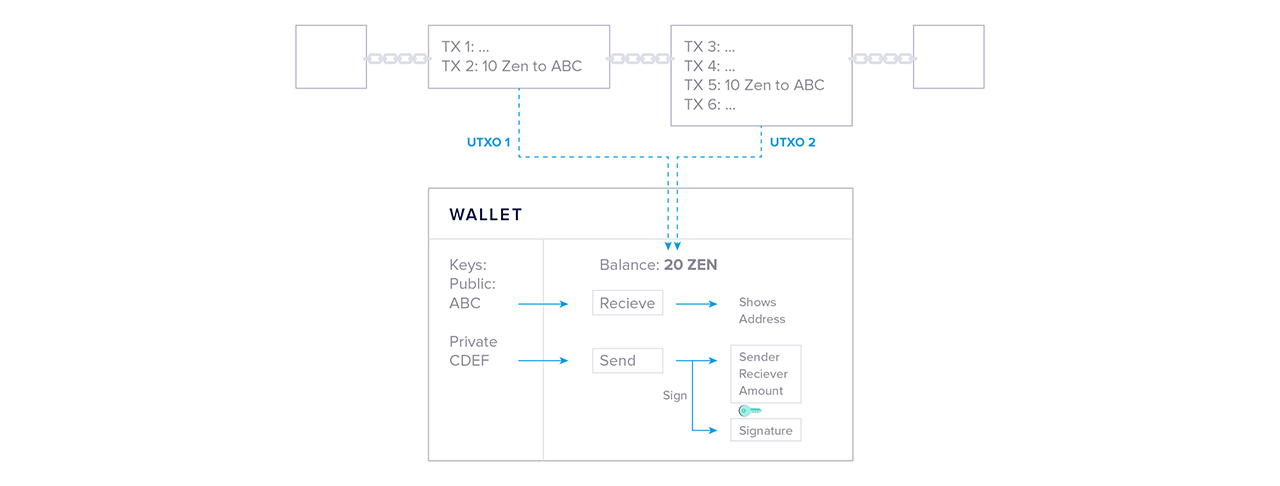 TX 1: ...
TX 2: 10 Zen to ABC
TX 3: ...
TX 4: ...
TX 5: 10 Zen to ABC
TX 6: ...
UTXO 1
UTXO 2
WALLET
Keys:
Public:
ABC
Private
CDEF
Balance: 20 ZEN
Recieve
Shows
Address
Send
Sign
Sender
Reciever
Amount
Signature